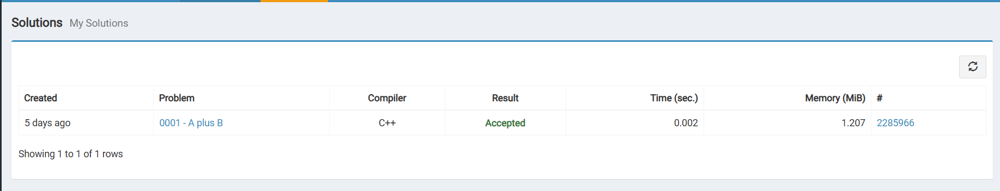 Solutions My Solutions
Created Problem Compiler Result Time (sec.) Memory (MiB) #
5 days ago 0001 - A plus B C++ Accepted 0.002 1.207 2285966
Showing 1 to 1 of 1 rows